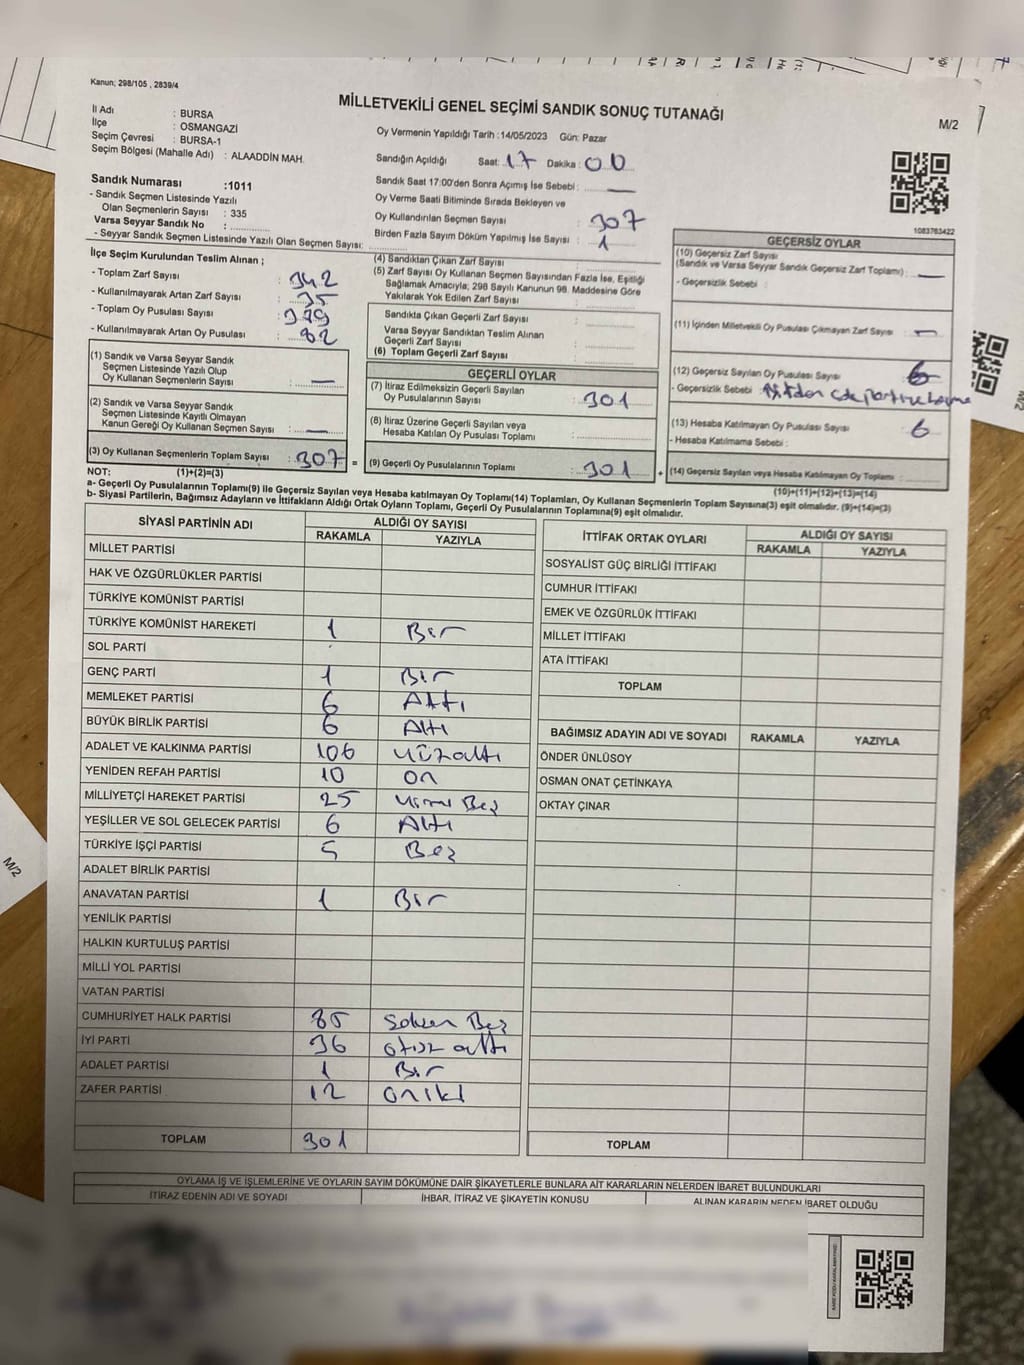 Kanun; 298/105 , 2839/4
MİLLETVEKİLİ GENEL SEÇİMİ SANDIK SONUÇ TUTANAĞI
M/2
İl Adı : BURSA
İlçe : OSMANGAZİ
Seçim Çevresi : BURSA-1
Seçim Bölgesi (Mahalle Adı) : ALAADDİN MAH.
Sandık Numarası :1011
- Sandık Seçmen Listesinde Yazılı
Olan Seçmenlerin Sayısı : 335
Varsa Seyyar Sandık No :
- Seyyar Sandık Seçmen Listesinde Yazılı Olan Seçmen Sayısı:
Oy Vermenin Yapıldığı Tarih :14/05/2023 Gün: Pazar
Sandığın Açıldığı Saat: 17 Dakika: 00
Sandık Saat 17:00'den Sonra Açımış İse Sebebi : —
Oy Verme Saati Bitiminde Sırada Bekleyen ve
Oy Kullandırılan Seçmen Sayısı : 307
Birden Fazla Sayım Döküm Yapılmış İse Sayısı : 1
1083763422
İlçe Seçim Kurulundan Teslim Alınan ;
- Toplam Zarf Sayısı : 342
- Kullanılmayarak Artan Zarf Sayısı : 35
- Toplam Oy Pusulası Sayısı :
- Kullanılmayarak Artan Oy Pusulası : 82
(1) Sandık ve Varsa Seyyar Sandık
Seçmen Listesinde Yazılı Olup
Oy Kullanan Seçmenlerin Sayısı : —
(2) Sandık ve Varsa Seyyar Sandık
Seçmen Listesinde Kayıtlı Olmayan
Kanun Gereği Oy Kullanan Seçmen Sayısı : —
(3) Oy Kullanan Seçmenlerin Toplam Sayısı : 307 =
(4) Sandıktan Çıkan Zarf Sayısı :
(5) Zarf Sayısı Oy Kullanan Seçmen Sayısından Fazla İse, Eşitliği
Sağlamak Amacıyla; 298 Sayılı Kanunun 98. Maddesine Göre
Yakılarak Yok Edilen Zarf Sayısı :
Sandıkta Çıkan Geçerli Zarf Sayısı :
Varsa Seyyar Sandıktan Teslim Alınan
Geçerli Zarf Sayısı :
(6) Toplam Geçerli Zarf Sayısı :
GEÇERLİ OYLAR
(7) İtiraz Edilmeksizin Geçerli Sayılan
Oy Pusulalarının Sayısı : 301
(8) İtiraz Üzerine Geçerli Sayılan veya
Hesaba Katılan Oy Pusulası Toplamı :
(9) Geçerli Oy Pusulalarının Toplamı : 301 +
GEÇERSİZ OYLAR
(10) Geçersiz Zarf Sayısı
(Sandık ve Varsa Seyyar Sandık Geçersiz Zarf Toplamı) : —
- Geçersizlik Sebebi :
(11) İçinden Milletvekili Oy Pusulası Çıkmayan Zarf Sayısı : —
(12) Geçersiz Sayılan Oy Pusulası Sayısı : 6
- Geçersizlik Sebebi :
(13) Hesaba Katılmayan Oy Pusulası Sayısı : 6
- Hesaba Katılmama Sebebi :
(14) Geçersiz Sayılan veya Hesaba Katılmayan Oy Toplamı :
NOT: (1)+(2)=(3)
(10)+(11)+(12)+(13)=(14)
a- Geçerli Oy Pusulalarının Toplamı(9) ile Geçersiz Sayılan veya Hesaba katılmayan Oy Toplamı(14) Toplamları, Oy Kullanan Seçmenlerin Toplam Sayısına(3) eşit olmalıdır. (9)+(14)=(3)
b- Siyasi Partilerin, Bağımsız Adayların ve İttifakların Aldığı Ortak Oyların Toplamı, Geçerli Oy Pusulalarının Toplamına(9) eşit olmalıdır.
SİYASİ PARTİNİN ADI ALDIĞI OY SAYISI
RAKAMLA YAZIYLA
MİLLET PARTİSİ
HAK VE ÖZGÜRLÜKLER PARTİSİ
TÜRKİYE KOMÜNİST PARTİSİ
TÜRKİYE KOMÜNİST HAREKETİ 1 Bir
SOL PARTİ
GENÇ PARTİ 1 Bir
MEMLEKET PARTİSİ 6 Altı
BÜYÜK BİRLİK PARTİSİ 6 Altı
ADALET VE KALKINMA PARTİSİ 106 yüzaltı
YENİDEN REFAH PARTİSİ 10 on
MİLLİYETÇİ HAREKET PARTİSİ 25 yirmi Beş
YEŞİLLER VE SOL GELECEK PARTİSİ 6 Altı
TÜRKİYE İŞÇİ PARTİSİ 5 Beş
ADALET BİRLİK PARTİSİ
ANAVATAN PARTİSİ 1 Bir
YENİLİK PARTİSİ
HALKIN KURTULUŞ PARTİSİ
MİLLİ YOL PARTİSİ
VATAN PARTİSİ
CUMHURİYET HALK PARTİSİ 85 Seksen Beş
İYİ PARTİ 36 otuz altı
ADALET PARTİSİ 1 Bir
ZAFER PARTİSİ 12 oniki
TOPLAM 301
İTTİFAK ORTAK OYLARI ALDIĞI OY SAYISI
RAKAMLA YAZIYLA
SOSYALİST GÜÇ BİRLİĞİ İTTİFAKI
CUMHUR İTTİFAKI
EMEK VE ÖZGÜRLÜK İTTİFAKI
MİLLET İTTİFAKI
ATA İTTİFAKI
TOPLAM
BAĞIMSIZ ADAYIN ADI VE SOYADI RAKAMLA YAZIYLA
ÖNDER ÜNLÜSOY
OSMAN ONAT ÇETİNKAYA
OKTAY ÇINAR
TOPLAM
OYLAMA İŞ VE İŞLEMLERİNE VE OYLARIN SAYIM DÖKÜMÜNE DAİR ŞİKAYETLERLE BUNLARA AİT KARARLARIN NELERDEN İBARET BULUNDUKLARI
İTİRAZ EDENİN ADI VE SOYADI İHBAR, İTİRAZ VE ŞİKAYETİN KONUSU ALINAN KARARIN NEDEN İBARET OLDUĞU
M/2
M/2